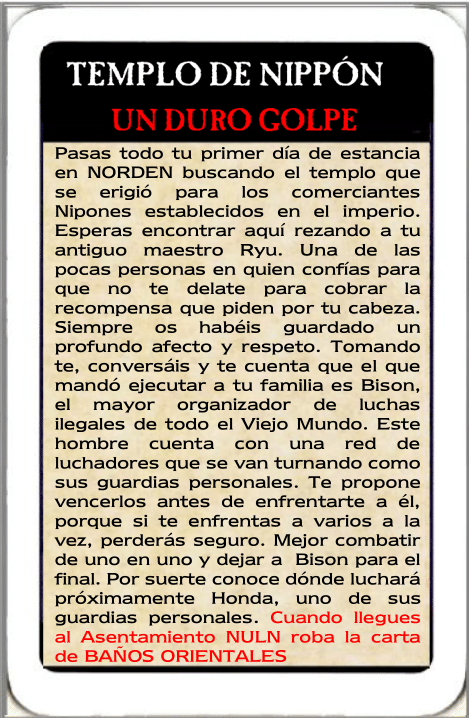 TEMPLO DE NIPPÓN
UN DURO GOLPE
Pasas todo tu primer día de estancia
en NORDEN buscando el templo que
se erigió para los comerciantes
Nipones establecidos en el imperio.
Esperas encontrar aquí rezando a tu
antiguo maestro Ryu. Una de las
pocas personas en quien confías para
que no te delate para cobrar la
recompensa que piden por tu cabeza.
Siempre os habéis guardado un
profundo afecto y respeto. Tomando
te, conversáis y te cuenta que el que
mandó ejecutar a tu familia es Bison,
el mayor organizador de luchas
ilegales de todo el Viejo Mundo. Este
hombre cuenta con una red de
luchadores que se van turnando como
sus guardias personales. Te propone
vencerlos antes de enfrentarte a él,
porque si te enfrentas a varios a la
vez, perderás seguro. Mejor combatir
de uno en uno y dejar a Bison para el
final. Por suerte conoce dónde luchará
próximamente Honda, uno de sus
guardias personales. Cuando llegues
al Asentamiento NULN roba la carta
de BAÑOS ORIENTALES